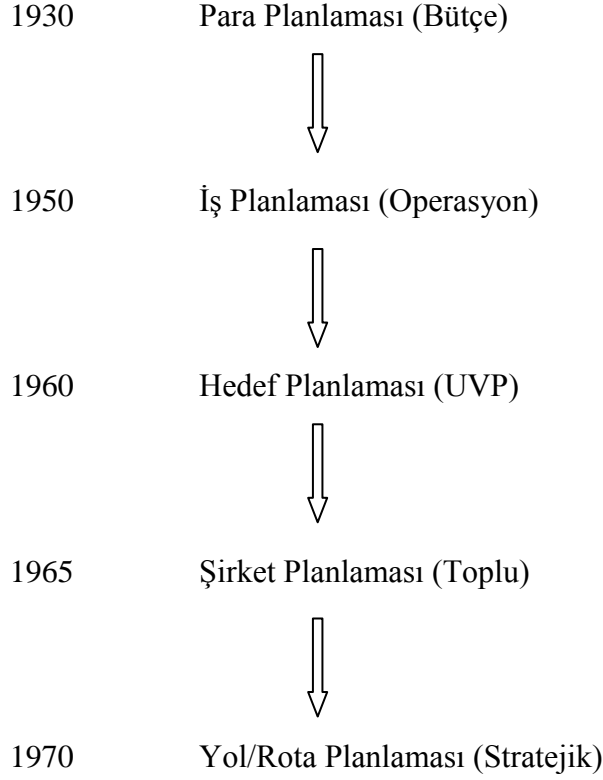 1930 Para Planlaması (Bütçe)
1950 İş Planlaması (Operasyon)
1960 Hedef Planlaması (UVP)
1965 Şirket Planlaması (Toplu)
1970 Yol/Rota Planlaması (Stratejik)